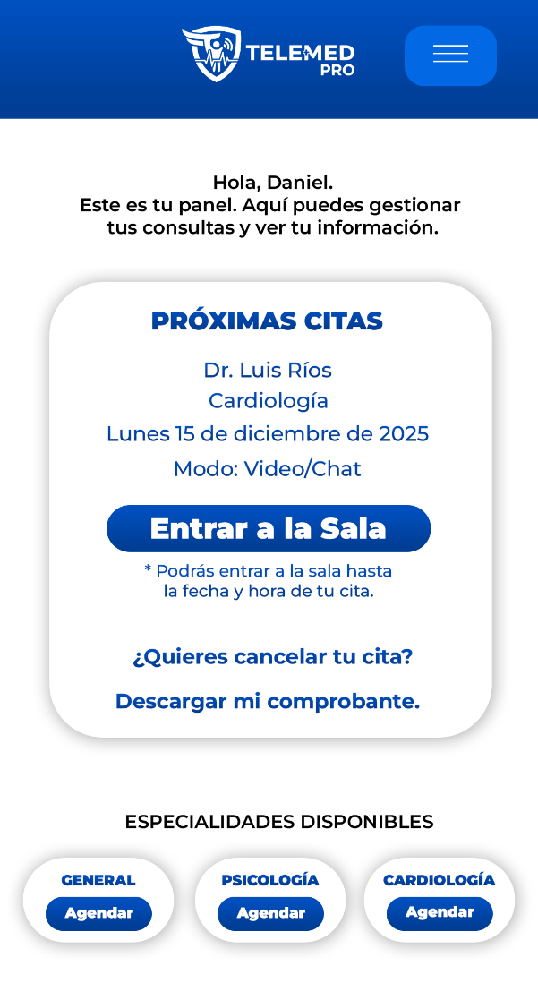 TELEMED
PRO
Hola, Daniel.
Este es tu panel. Aquí puedes gestionar
tus consultas y ver tu información.
PRÓXIMAS CITAS
Dr. Luis Ríos
Cardiología
Lunes 15 de diciembre de 2025
Modo: Video/Chat
Entrar a la Sala
* Podrás entrar a la sala hasta
la fecha y hora de tu cita.
¿Quieres cancelar tu cita?
Descargar mi comprobante.
ESPECIALIDADES DISPONIBLES
GENERAL PSICOLOGÍA CARDIOLOGÍA
Agendar Agendar Agendar